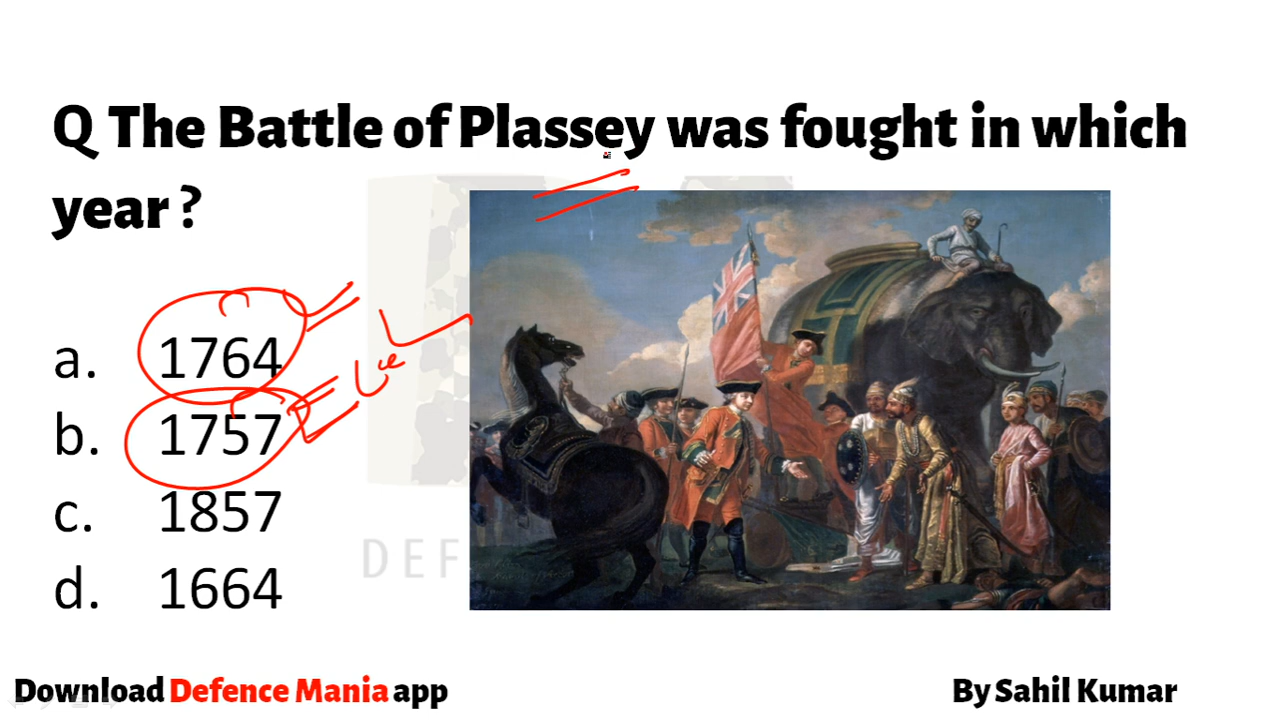 Q The Battle of Plassey was fought in which
year ?
a. 1764
b. 1757
c. 1857
d. 1664
DEF
Download Defence Mania app
By Sahil Kumar